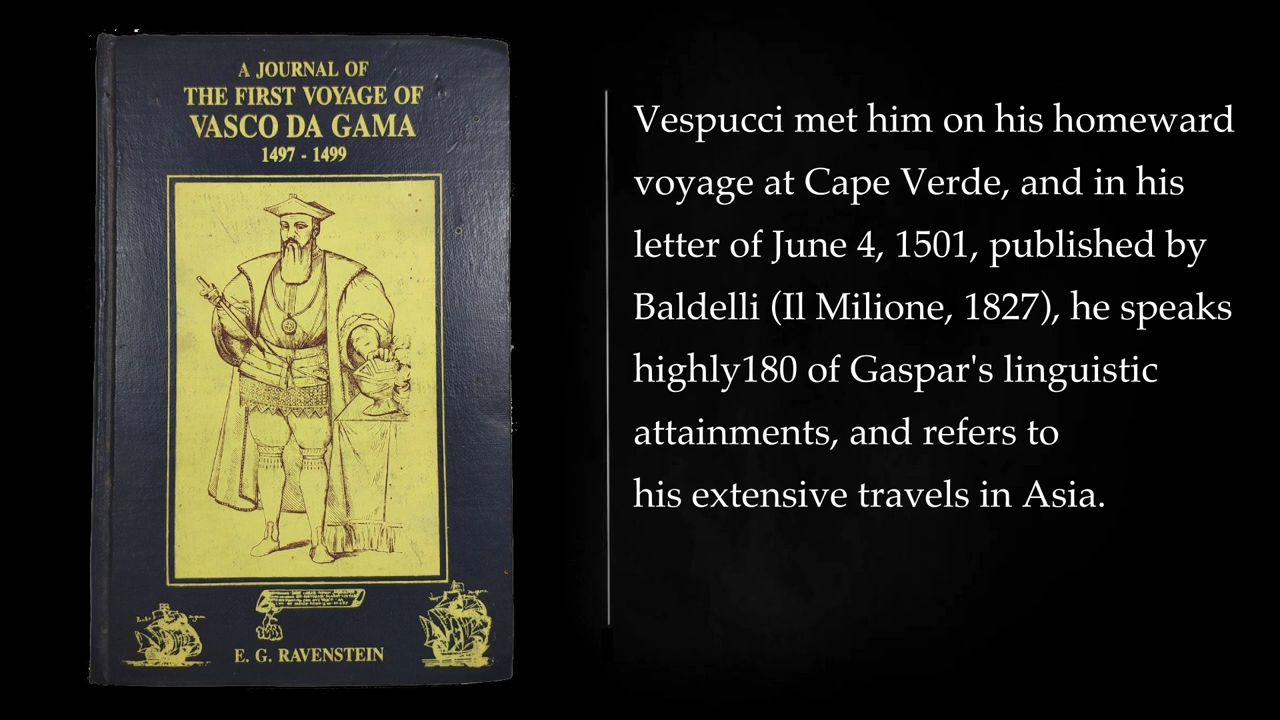 A JOURNAL OF
THE FIRST VOYAGE OF
VASCO DA GAMA
1497 - 1499
E. G. RAVENSTEIN
Vespucci met him on his homeward
voyage at Cape Verde, and in his
letter of June 4, 1501, published by
Baldelli (Il Milione, 1827), he speaks
highly180 of Gaspar's linguistic
attainments, and refers to
his extensive travels in Asia.